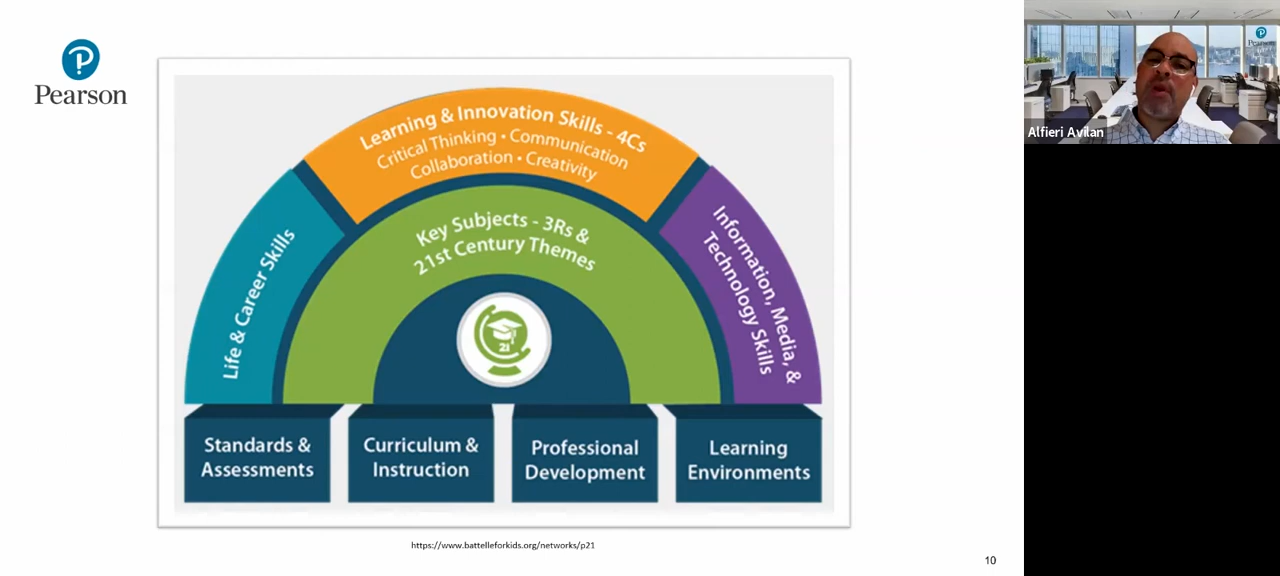 Pearson
Learning & Innovation Skills - 4Cs
Critical Thinking • Communication
Collaboration • Creativity
Life & Career Skills
Key Subjects - 3Rs &
21st Century Themes
Information, Media, &
Technology Skills
21
Standards &
Assessments
Curriculum &
Instruction
Professional
Development
Learning
Environments
https://www.battelleforkids.org/networks/p21
10
Pearson
Alfieri Avilan